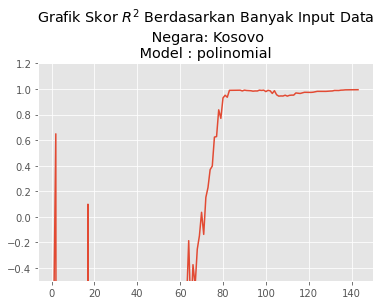 Grafik Skor R² Berdasarkan Banyak Input Data
Negara: Kosovo
Model : polinomial
1.2
1.0
0.8
0.6
0.4
0.2
0.0
−0.2
−0.4
0 20 40 60 80 100 120 140